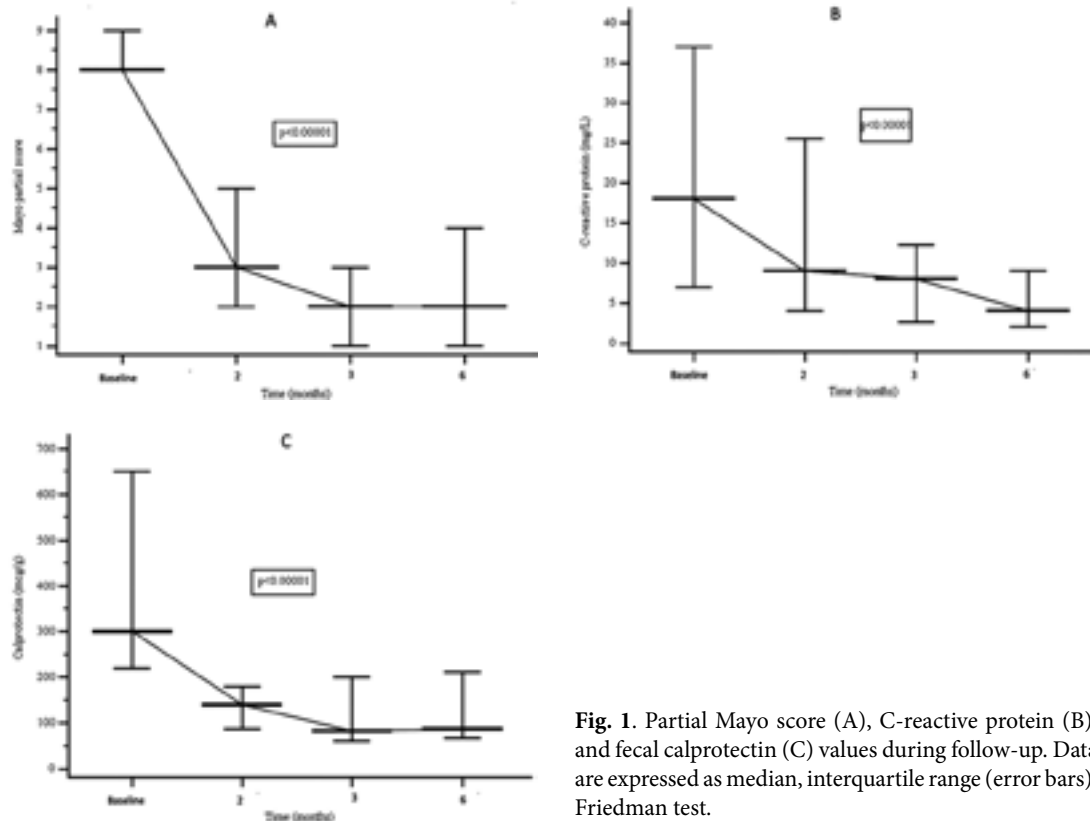 A
9
8
7
6
5
4
3
2
1
Mayo partial score
p<0.00001
Baseline
2
3
6
Time (months)
B
40
35
30
25
20
15
10
5
0
C-reactive protein (mg/L)
p<0.00001
Baseline
2
3
6
Time (months)
C
700
600
500
400
300
200
100
0
Calprotectin (mcg/g)
p<0.00001
Baseline
2
3
6
Time (months)
Fig. 1. Partial Mayo score (A), C-reactive protein (B)
and fecal calprotectin (C) values during follow-up. Data
are expressed as median, interquartile range (error bars)
Friedman test.